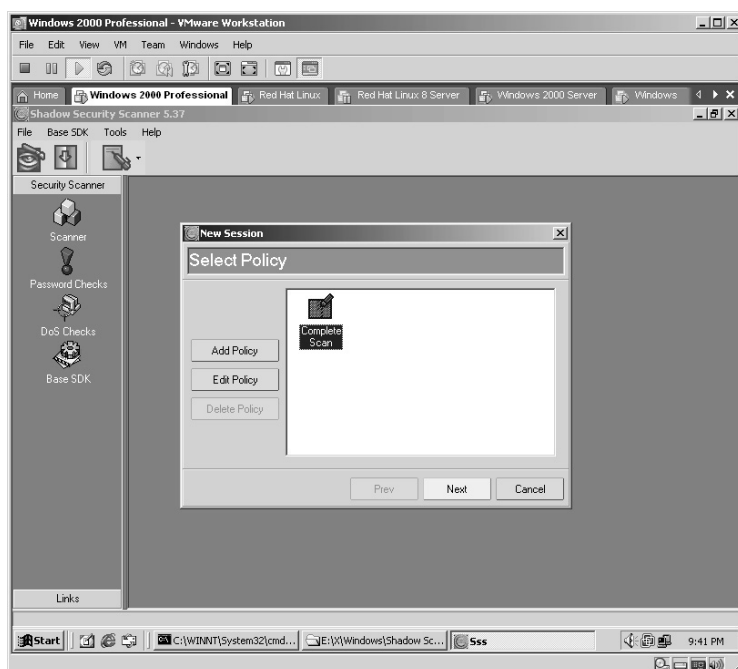 Windows 2000 Professional - VMware Workstation
File Edit View VM Team Windows Help
Home Windows 2000 Professional Red Hat Linux Red Hat Linux 8 Server Windows 2000 Server Windows
Shadow Security Scanner 5.37
File Base SDK Tools Help
Security Scanner
Scanner
Password Checks
DoS Checks
Base SDK
Links
New Session
Select Policy
Complete
Scan
Add Policy
Edit Policy
Delete Policy
Prev Next Cancel
Start C:\WINNT\System32\cmd... E:\X\Windows\Shadow Sc... Sss 9:41 PM